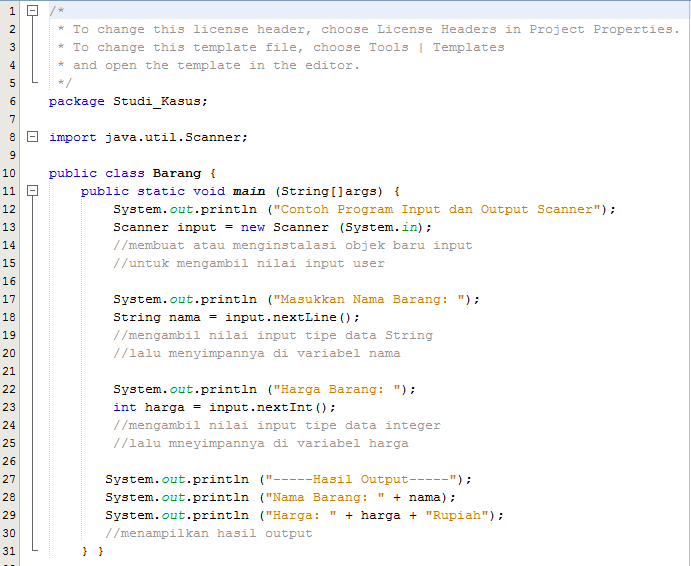 1 /*
2  * To change this license header, choose License Headers in Project Properties.
3  * To change this template file, choose Tools | Templates
4  * and open the template in the editor.
5  */
6 package Studi_Kasus;
7
8 import java.util.Scanner;
9
10 public class Barang {
11     public static void main (String[]args) {
12         System.out.println ("Contoh Program Input dan Output Scanner");
13         Scanner input = new Scanner (System.in);
14         //membuat atau menginstalasi objek baru input
15         //untuk mengambil nilai input user
16
17         System.out.println ("Masukkan Nama Barang: ");
18         String nama = input.nextLine();
19         //mengambil nilai input tipe data String
20         //lalu menyimpannya di variabel nama
21
22         System.out.println ("Harga Barang: ");
23         int harga = input.nextInt();
24         //mengambil nilai input tipe data integer
25         //lalu mneyimpannya di variabel harga
26
27        System.out.println ("-----Hasil Output-----");
28        System.out.println ("Nama Barang: " + nama);
29        System.out.println ("Harga: " + harga + "Rupiah");
30        //menampilkan hasil output
31     } }